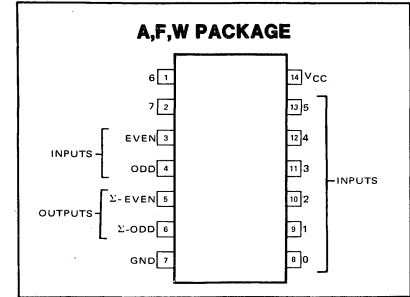 A,F,W PACKAGE
6 1
14 VCC
7 2
13 5
EVEN 3
12 4
INPUTS
ODD 4
11 3
INPUTS
Σ-EVEN 5
10 2
OUTPUTS
Σ-ODD 6
9 1
GND 7
8 0